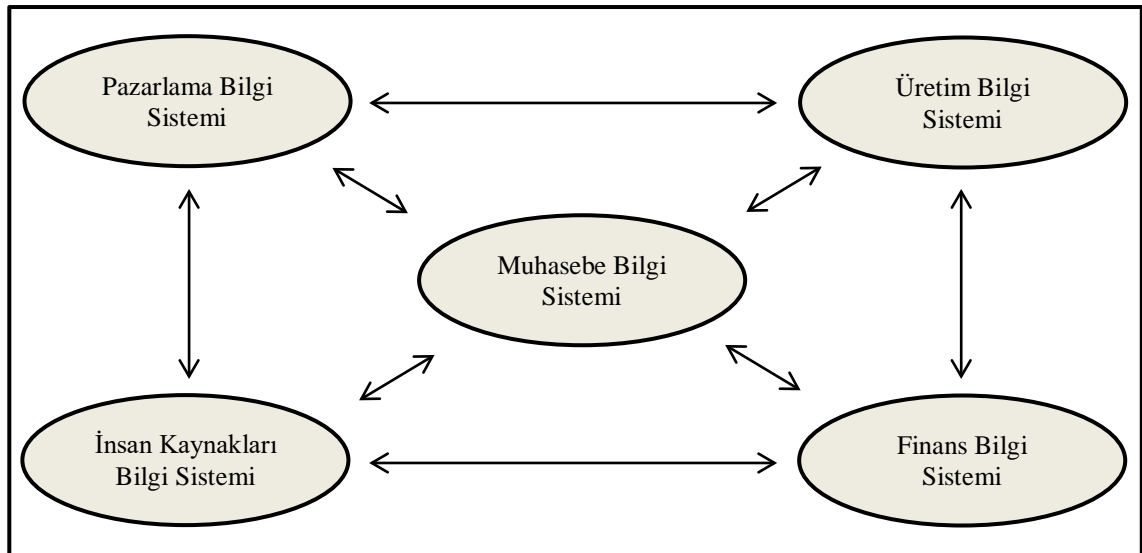 Pazarlama Bilgi
Sistemi
Üretim Bilgi
Sistemi
Muhasebe Bilgi
Sistemi
İnsan Kaynakları
Bilgi Sistemi
Finans Bilgi
Sistemi